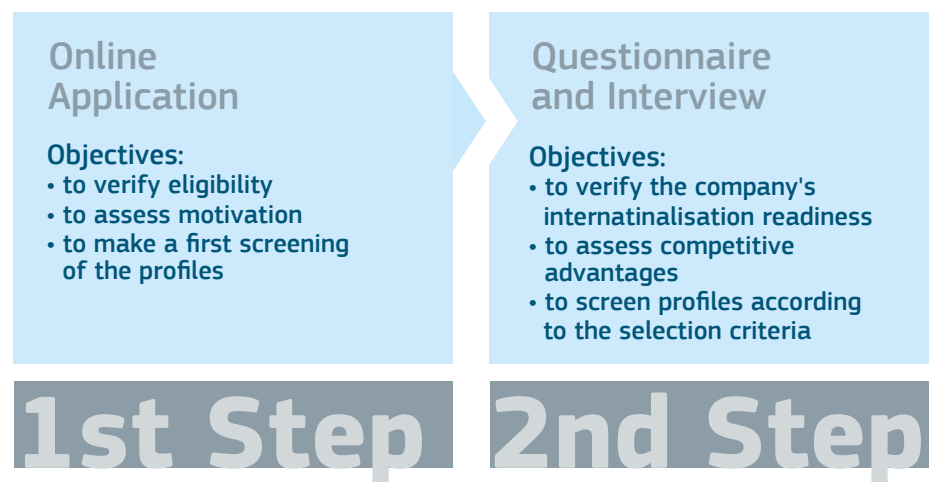 Online
Application
Objectives:
• to verify eligibility
• to assess motivation
• to make a first screening
of the profiles
1st Step
Questionnaire
and Interview
Objectives:
• to verify the company's
internatinalisation readiness
• to assess competitive
advantages
• to screen profiles according
to the selection criteria
2nd Step